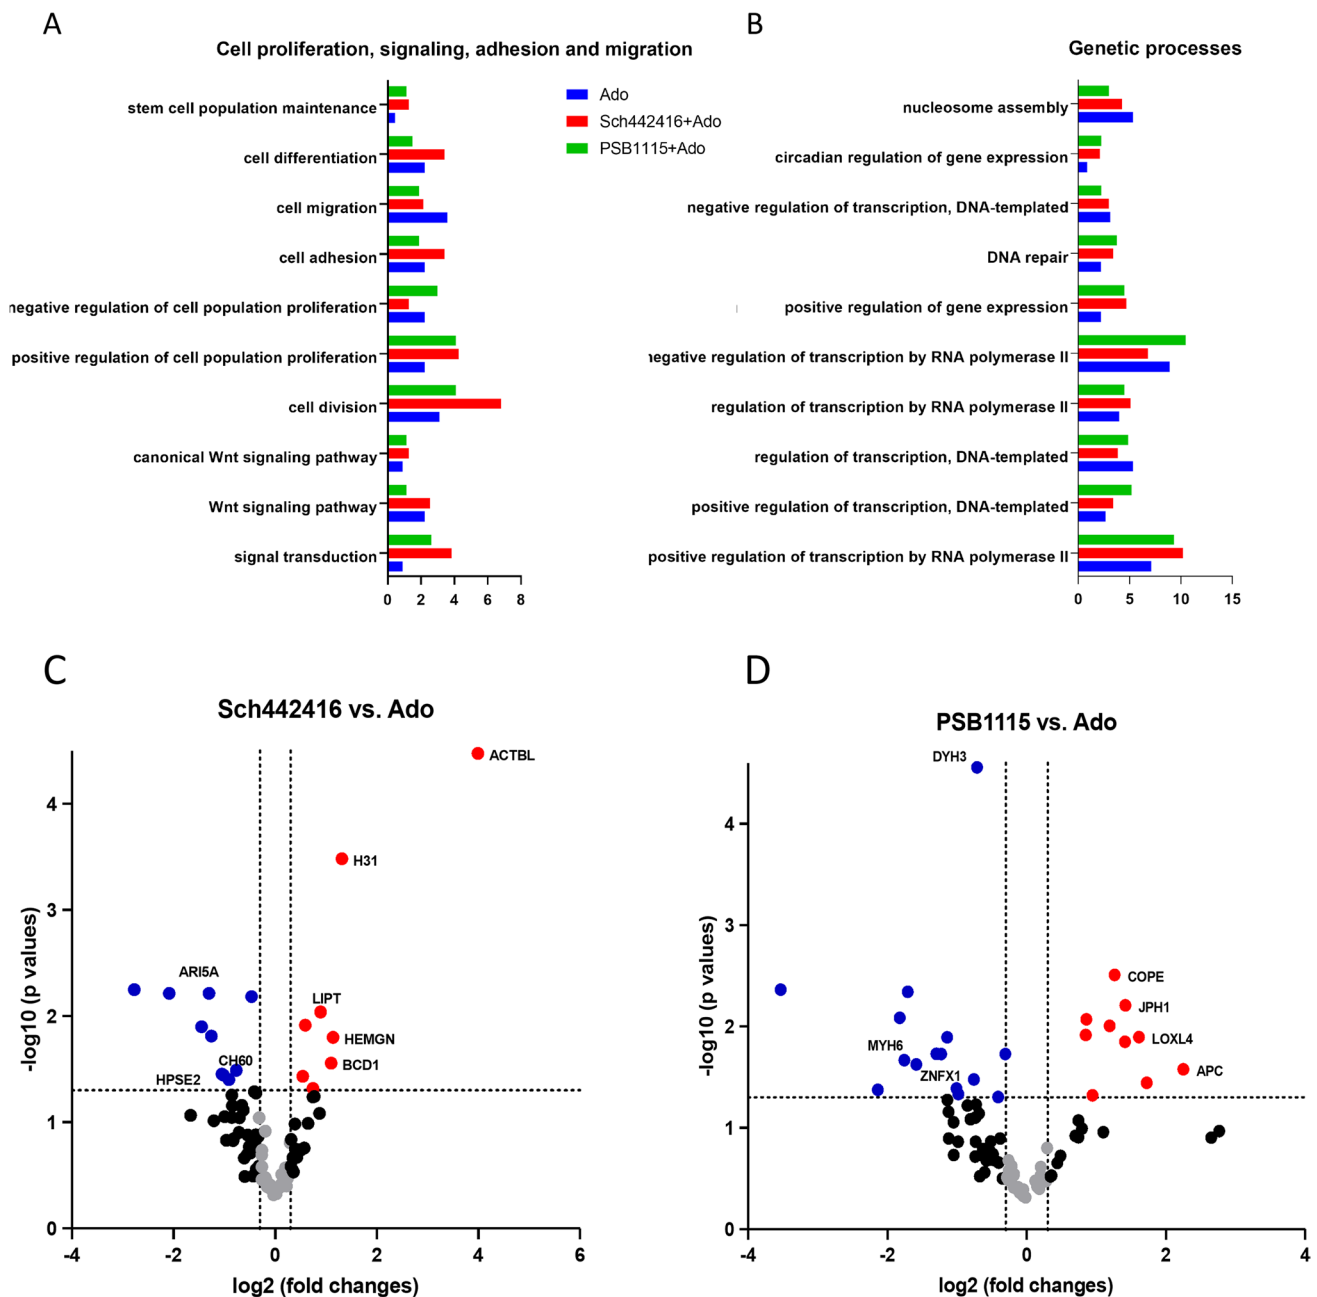 A
Cell proliferation, signaling, adhesion and migration
stem cell population maintenance
cell differentiation
cell migration
cell adhesion
negative regulation of cell population proliferation
positive regulation of cell population proliferation
cell division
canonical Wnt signaling pathway
Wnt signaling pathway
signal transduction
0 2 4 6 8
Ado
Sch442416+Ado
PSB1115+Ado
B
Genetic processes
nucleosome assembly
circadian regulation of gene expression
negative regulation of transcription, DNA-templated
DNA repair
positive regulation of gene expression
negative regulation of transcription by RNA polymerase II
regulation of transcription by RNA polymerase II
regulation of transcription, DNA-templated
positive regulation of transcription, DNA-templated
positive regulation of transcription by RNA polymerase II
0 5 10 15
C
Sch442416 vs. Ado
-log10 (p values)
4
3
2
1
0
ACTBL
H31
ARI5A
LIPT
HEMGN
CH60
BCD1
HPSE2
-4 -2 0 2 4 6
log2 (fold changes)
D
PSB1115 vs. Ado
-log10 (p values)
4
3
2
1
0
DYH3
COPE
JPH1
LOXL4
MYH6
APC
ZNFX1
-4 -2 0 2 4
log2 (fold changes)